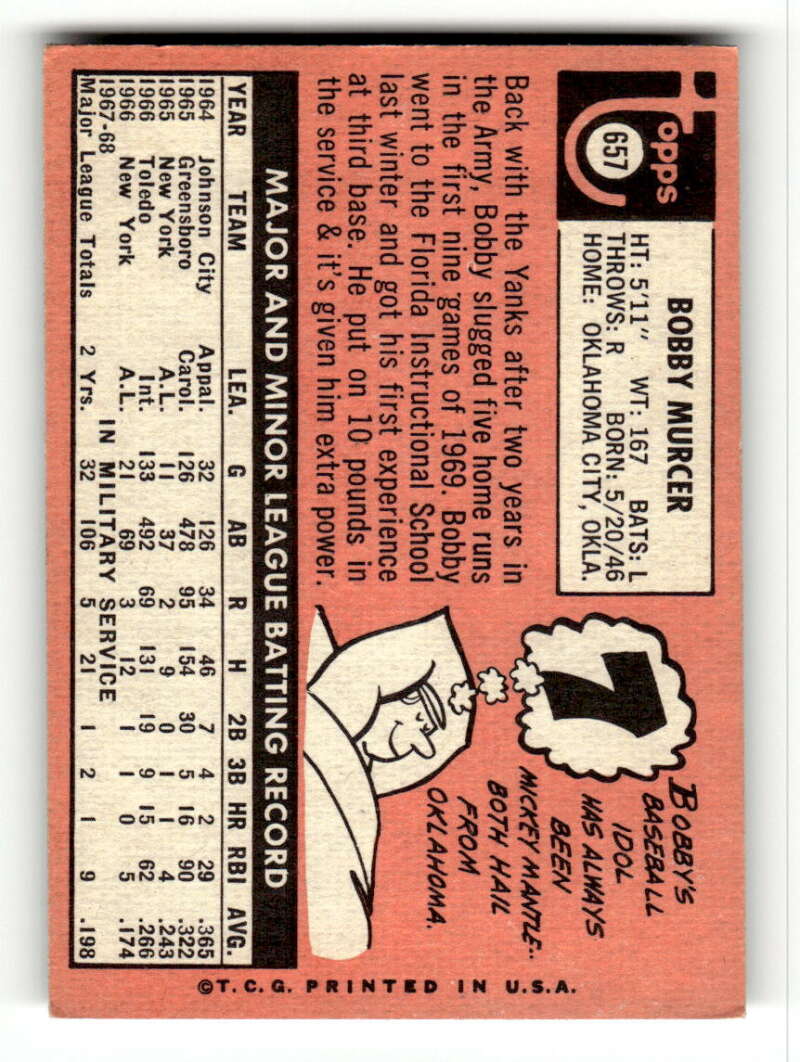 Topps
657
BOBBY MURCER
HT: 5'11" WT: 167 BATS: L
THROWS: R BORN: 5/20/46
HOME: OKLAHOMA CITY, OKLA.
Back with the Yanks after two years in
the Army, Bobby slugged five home runs
in the first nine games of 1969. Bobby
went to the Florida Instructional School
last winter and got his first experience
at third base. He put on 10 pounds in
the service & it's given him extra power.
7
BOBBY'S
BASEBALL
IDOL
HAS ALWAYS
BEEN
MICKEY MANTLE..
BOTH HAIL
FROM
OKLAHOMA.
MAJOR AND MINOR LEAGUE BATTING RECORD
YEAR TEAM LEA. G AB R H 2B 3B HR RBI AVG.
1964 Johnson City Appal. 32 126 34 46 7 4 2 29 .365
1965 Greensboro Carol. 126 478 95 154 30 5 16 90 .322
1965 New York A.L. 11 37 2 9 0 1 1 4 .243
1966 Toledo Int. 133 492 69 131 19 9 15 62 .266
1966 New York A.L. 21 69 3 12 1 1 0 5 .174
1967-68 IN MILITARY SERVICE
Major League Totals 2 Yrs. 32 106 5 21 1 2 1 9 .198
©T.C.G. PRINTED IN U.S.A.